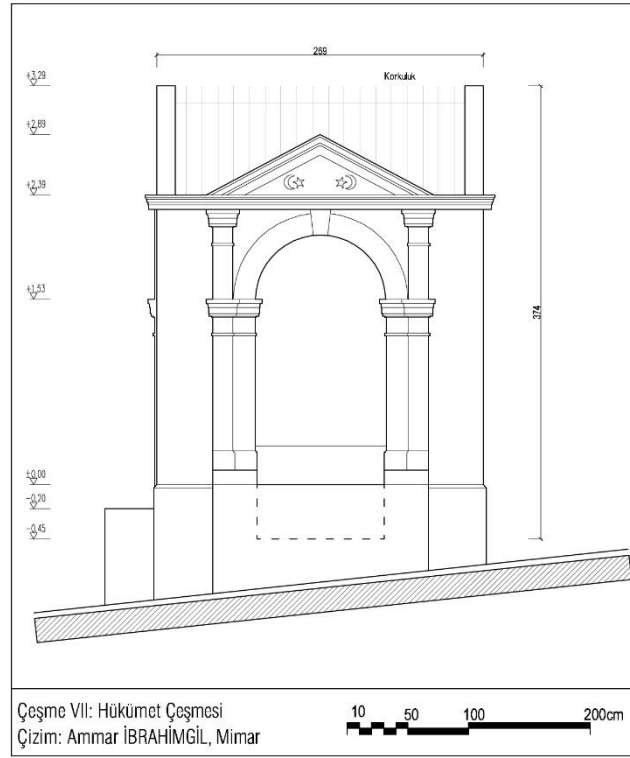 269
Korkuluk
+3,29
+2,89
+2,39
+1,53
374
±0,00
-0,20
-0,45
Çeşme VII: Hükümet Çeşmesi
Çizim: Ammar İBRAHİMGİL, Mimar
10 50 100 200cm